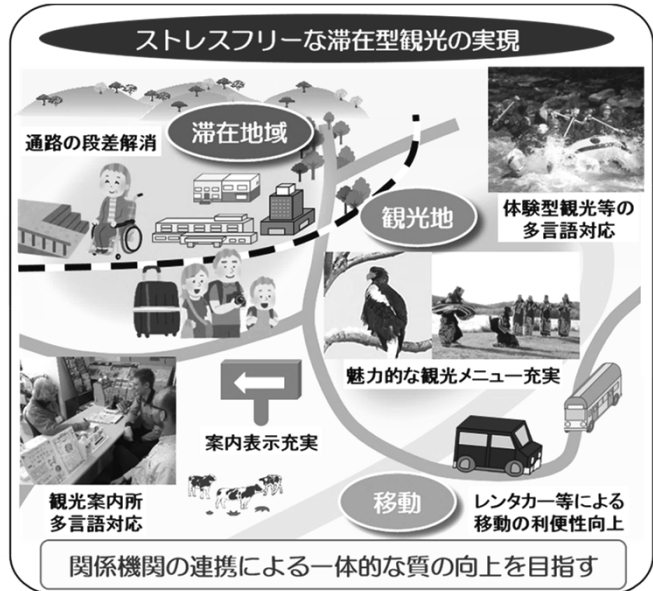 ストレスフリーな滞在型観光の実現
通路の段差解消
滞在地域
観光地
体験型観光等の
多言語対応
魅力的な観光メニュー充実
案内表示充実
観光案内所
多言語対応
移動
レンタカー等による
移動の利便性向上
関係機関の連携による一体的な質の向上を目指す